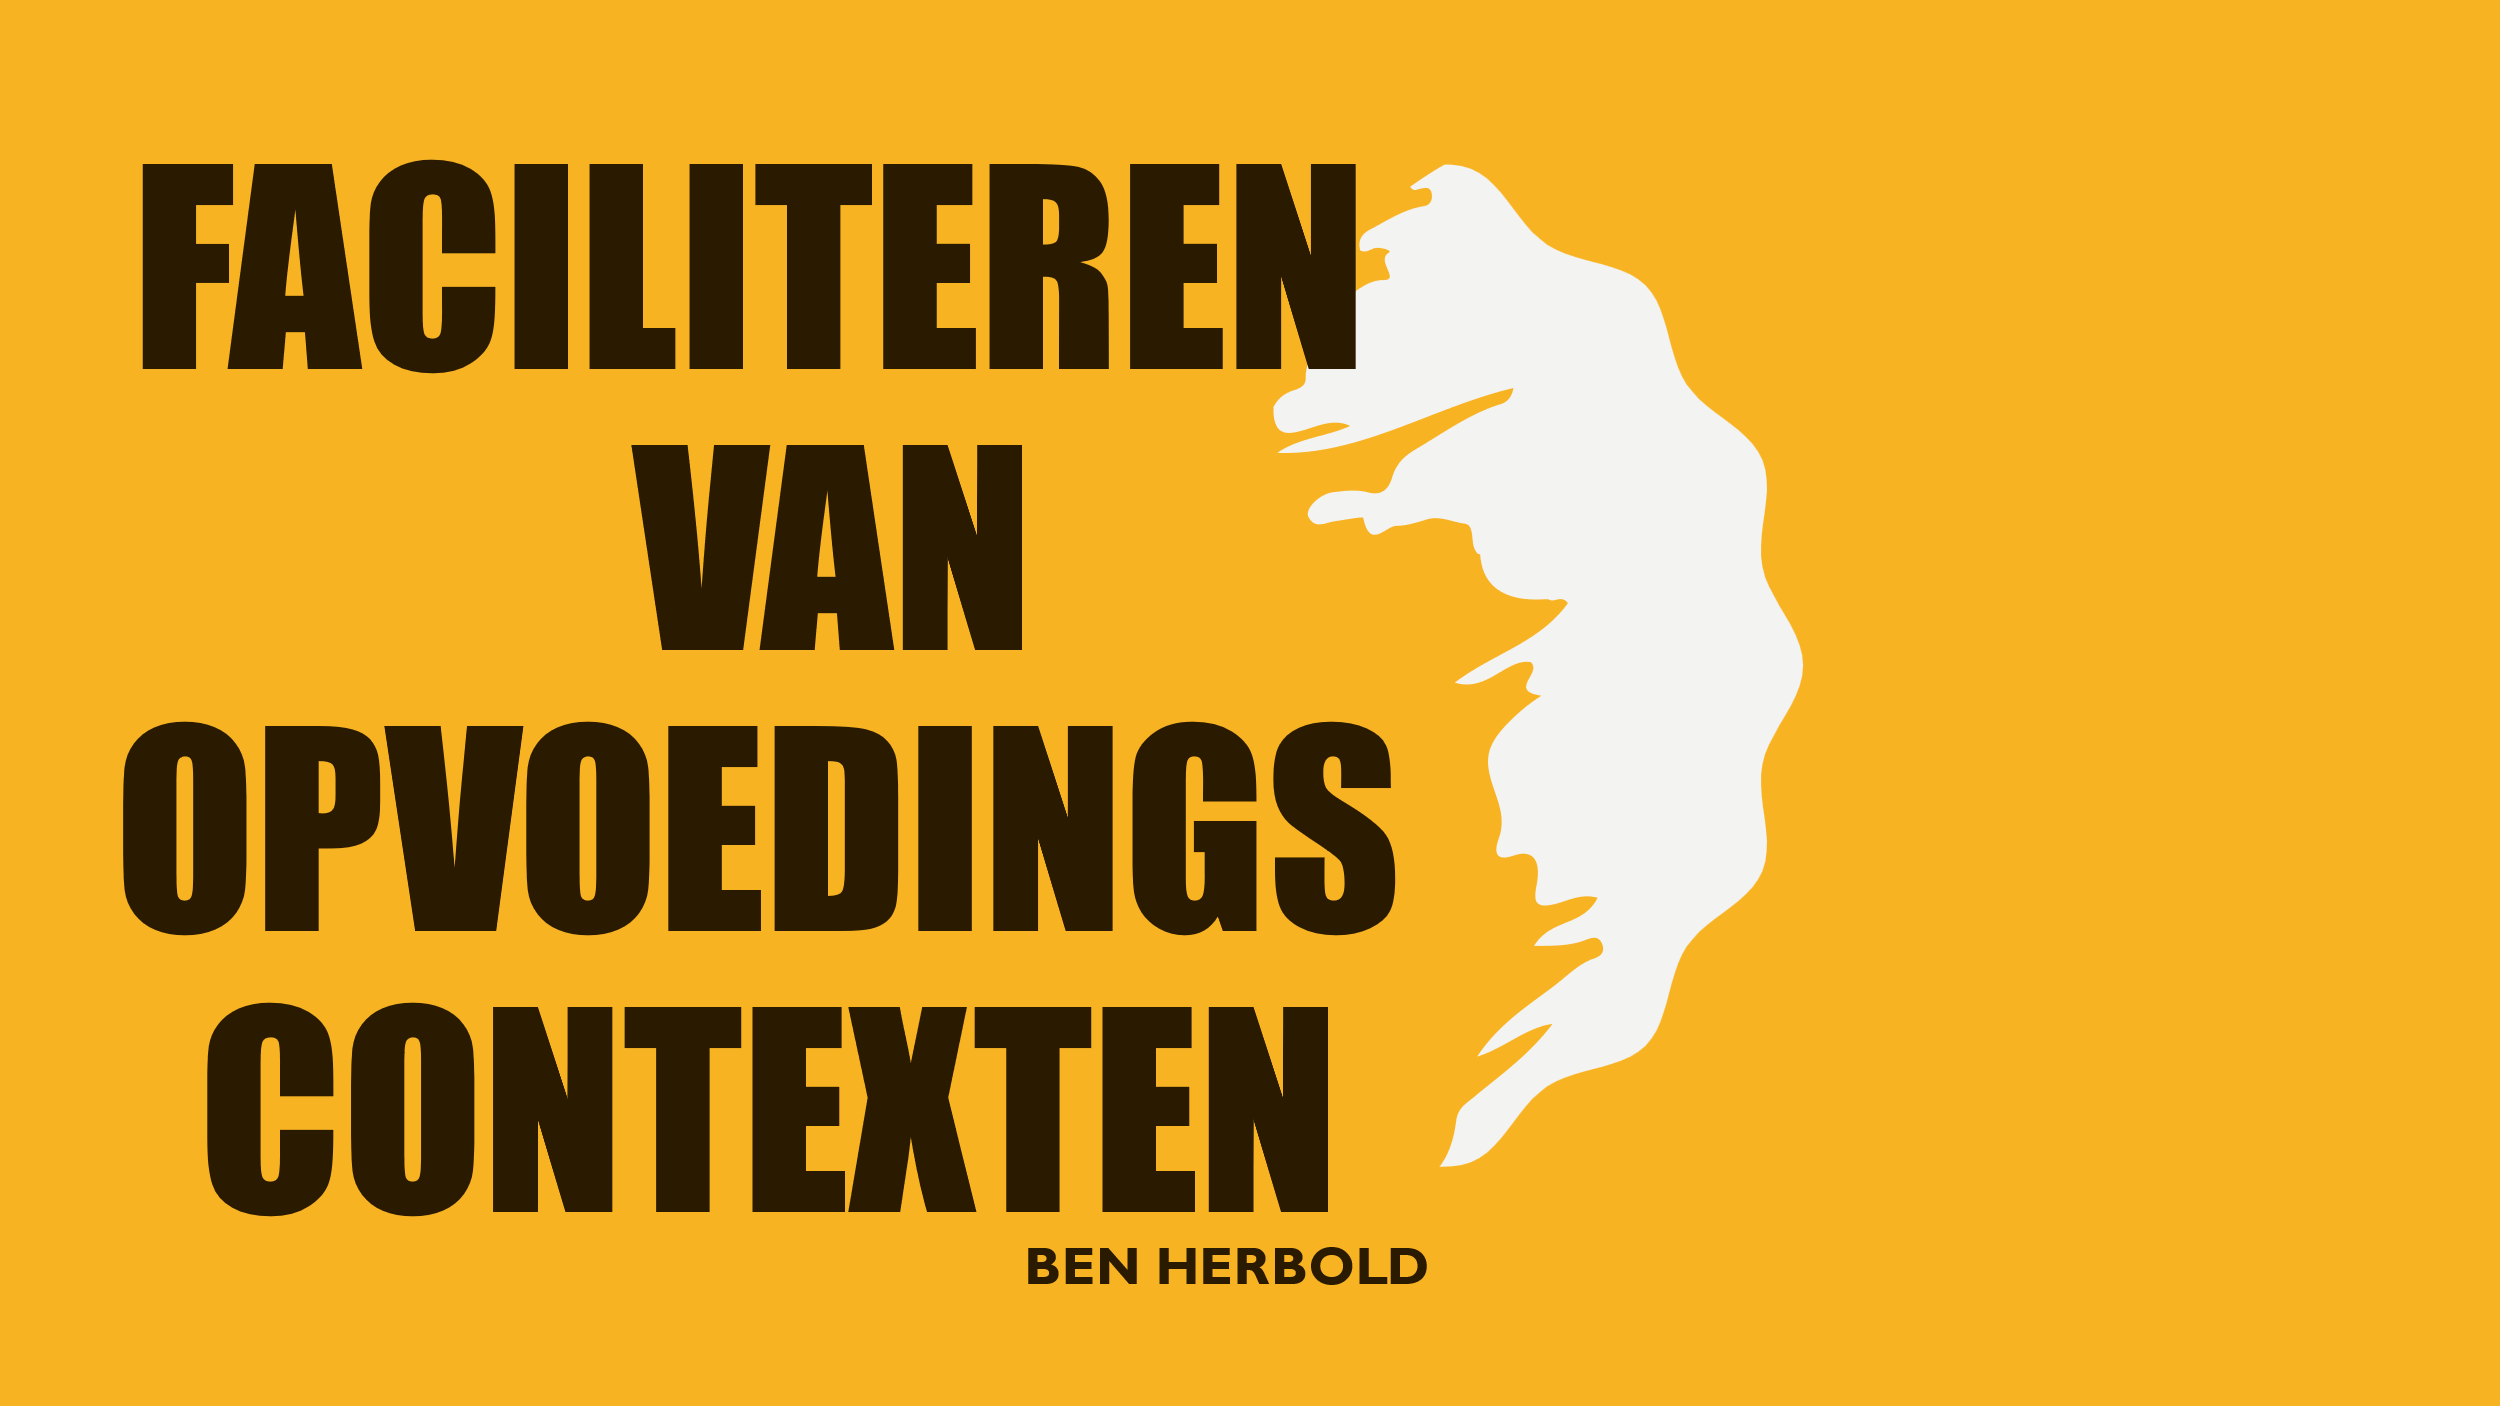 FACILITEREN
VAN
OPVOEDINGS
CONTEXTEN
BEN HERBOLD